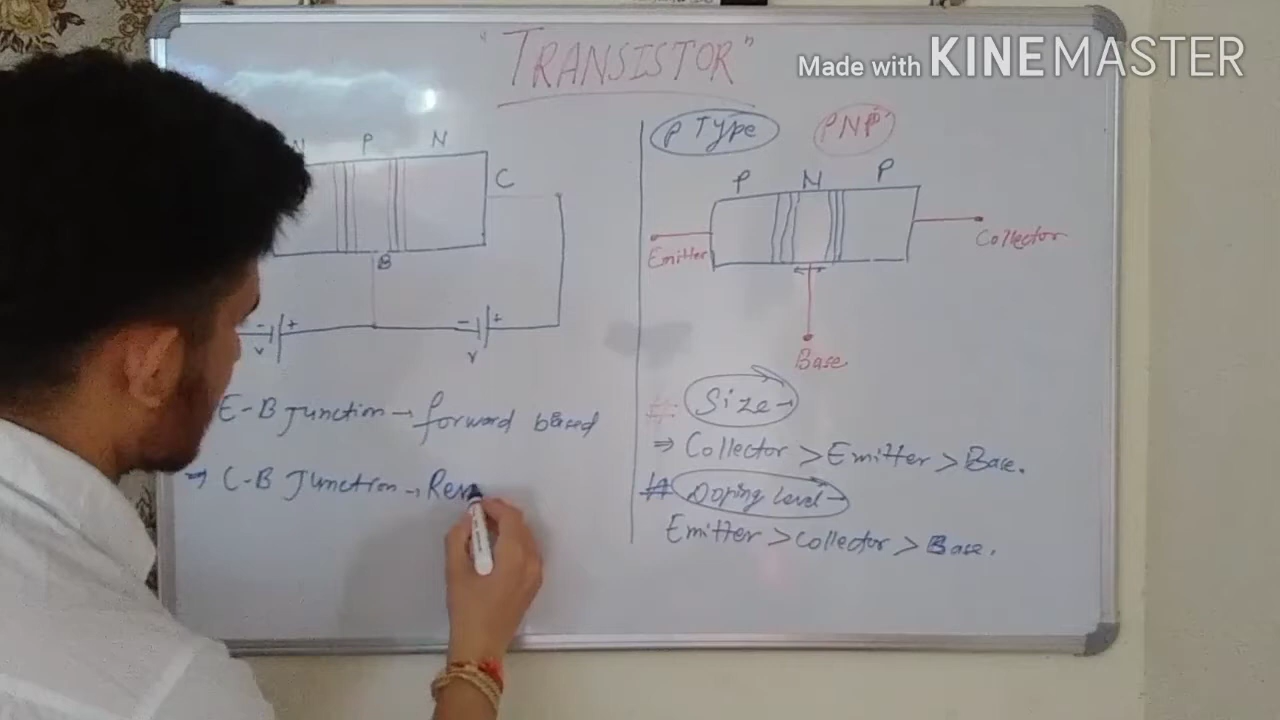 "TRANSISTOR"
Made with KINEMASTER
N P N
C
B
- +
V
- +
V
E-B Junction → forward biased
⇒ C-B Junction → Rev
P Type
PNP
P N P
Emitter
Collector
Base
# Size →
⇒ Collector > Emitter > Base.
# Doping Level →
Emitter > Collector > Base.